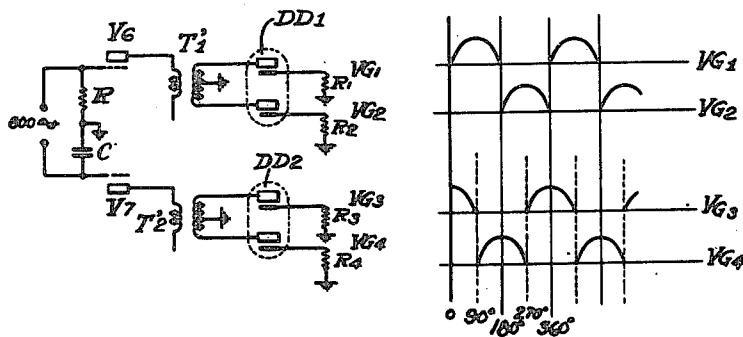 DD1
V6
T'1
VG1
R1
VG2
R2
R
600~
C
DD2
V7
T'2
VG3
R3
VG4
R4
VG1
VG2
VG3
VG4
0 90° 180° 270° 360°